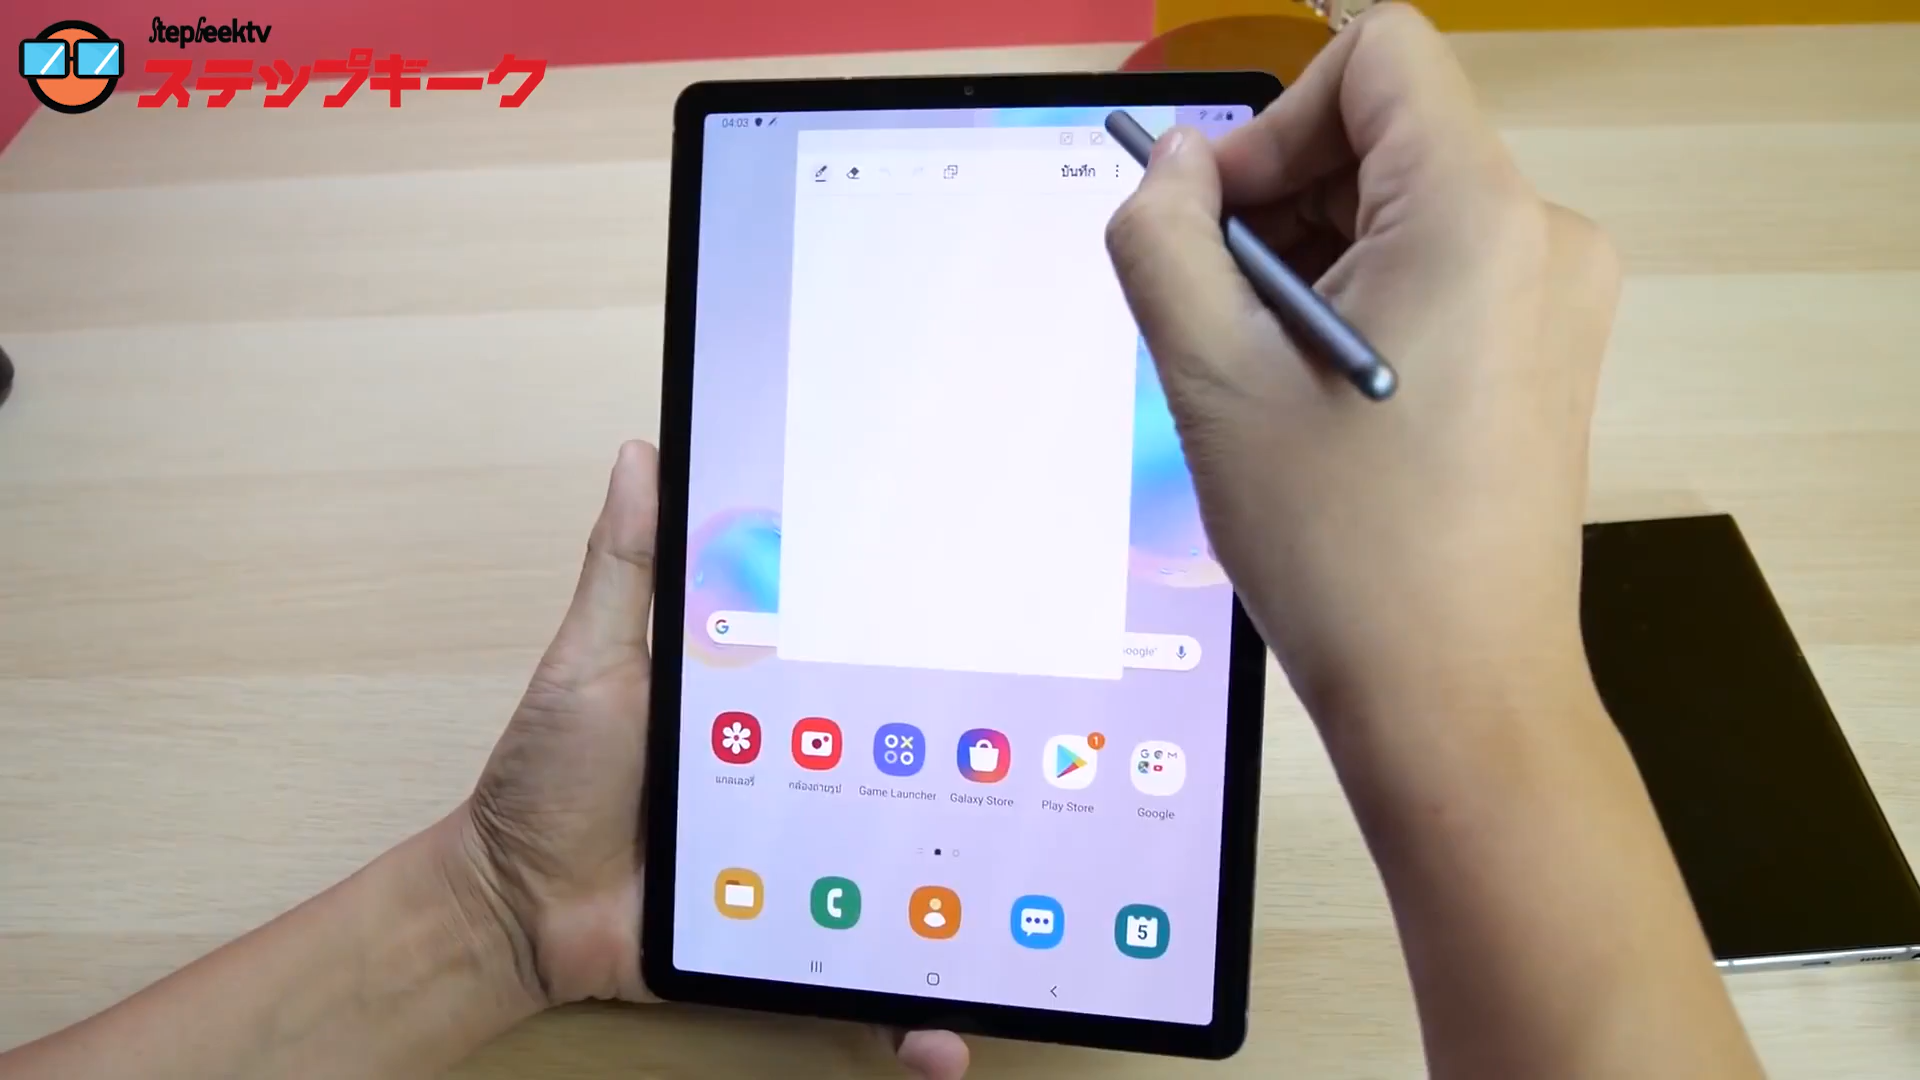 StepGeektv
ステップギーク
04:03
บันทึก
G
oogle"
แกลเลอรี่
กล้องถ่ายรูป
Game Launcher
Galaxy Store
Play Store
1
Google
5